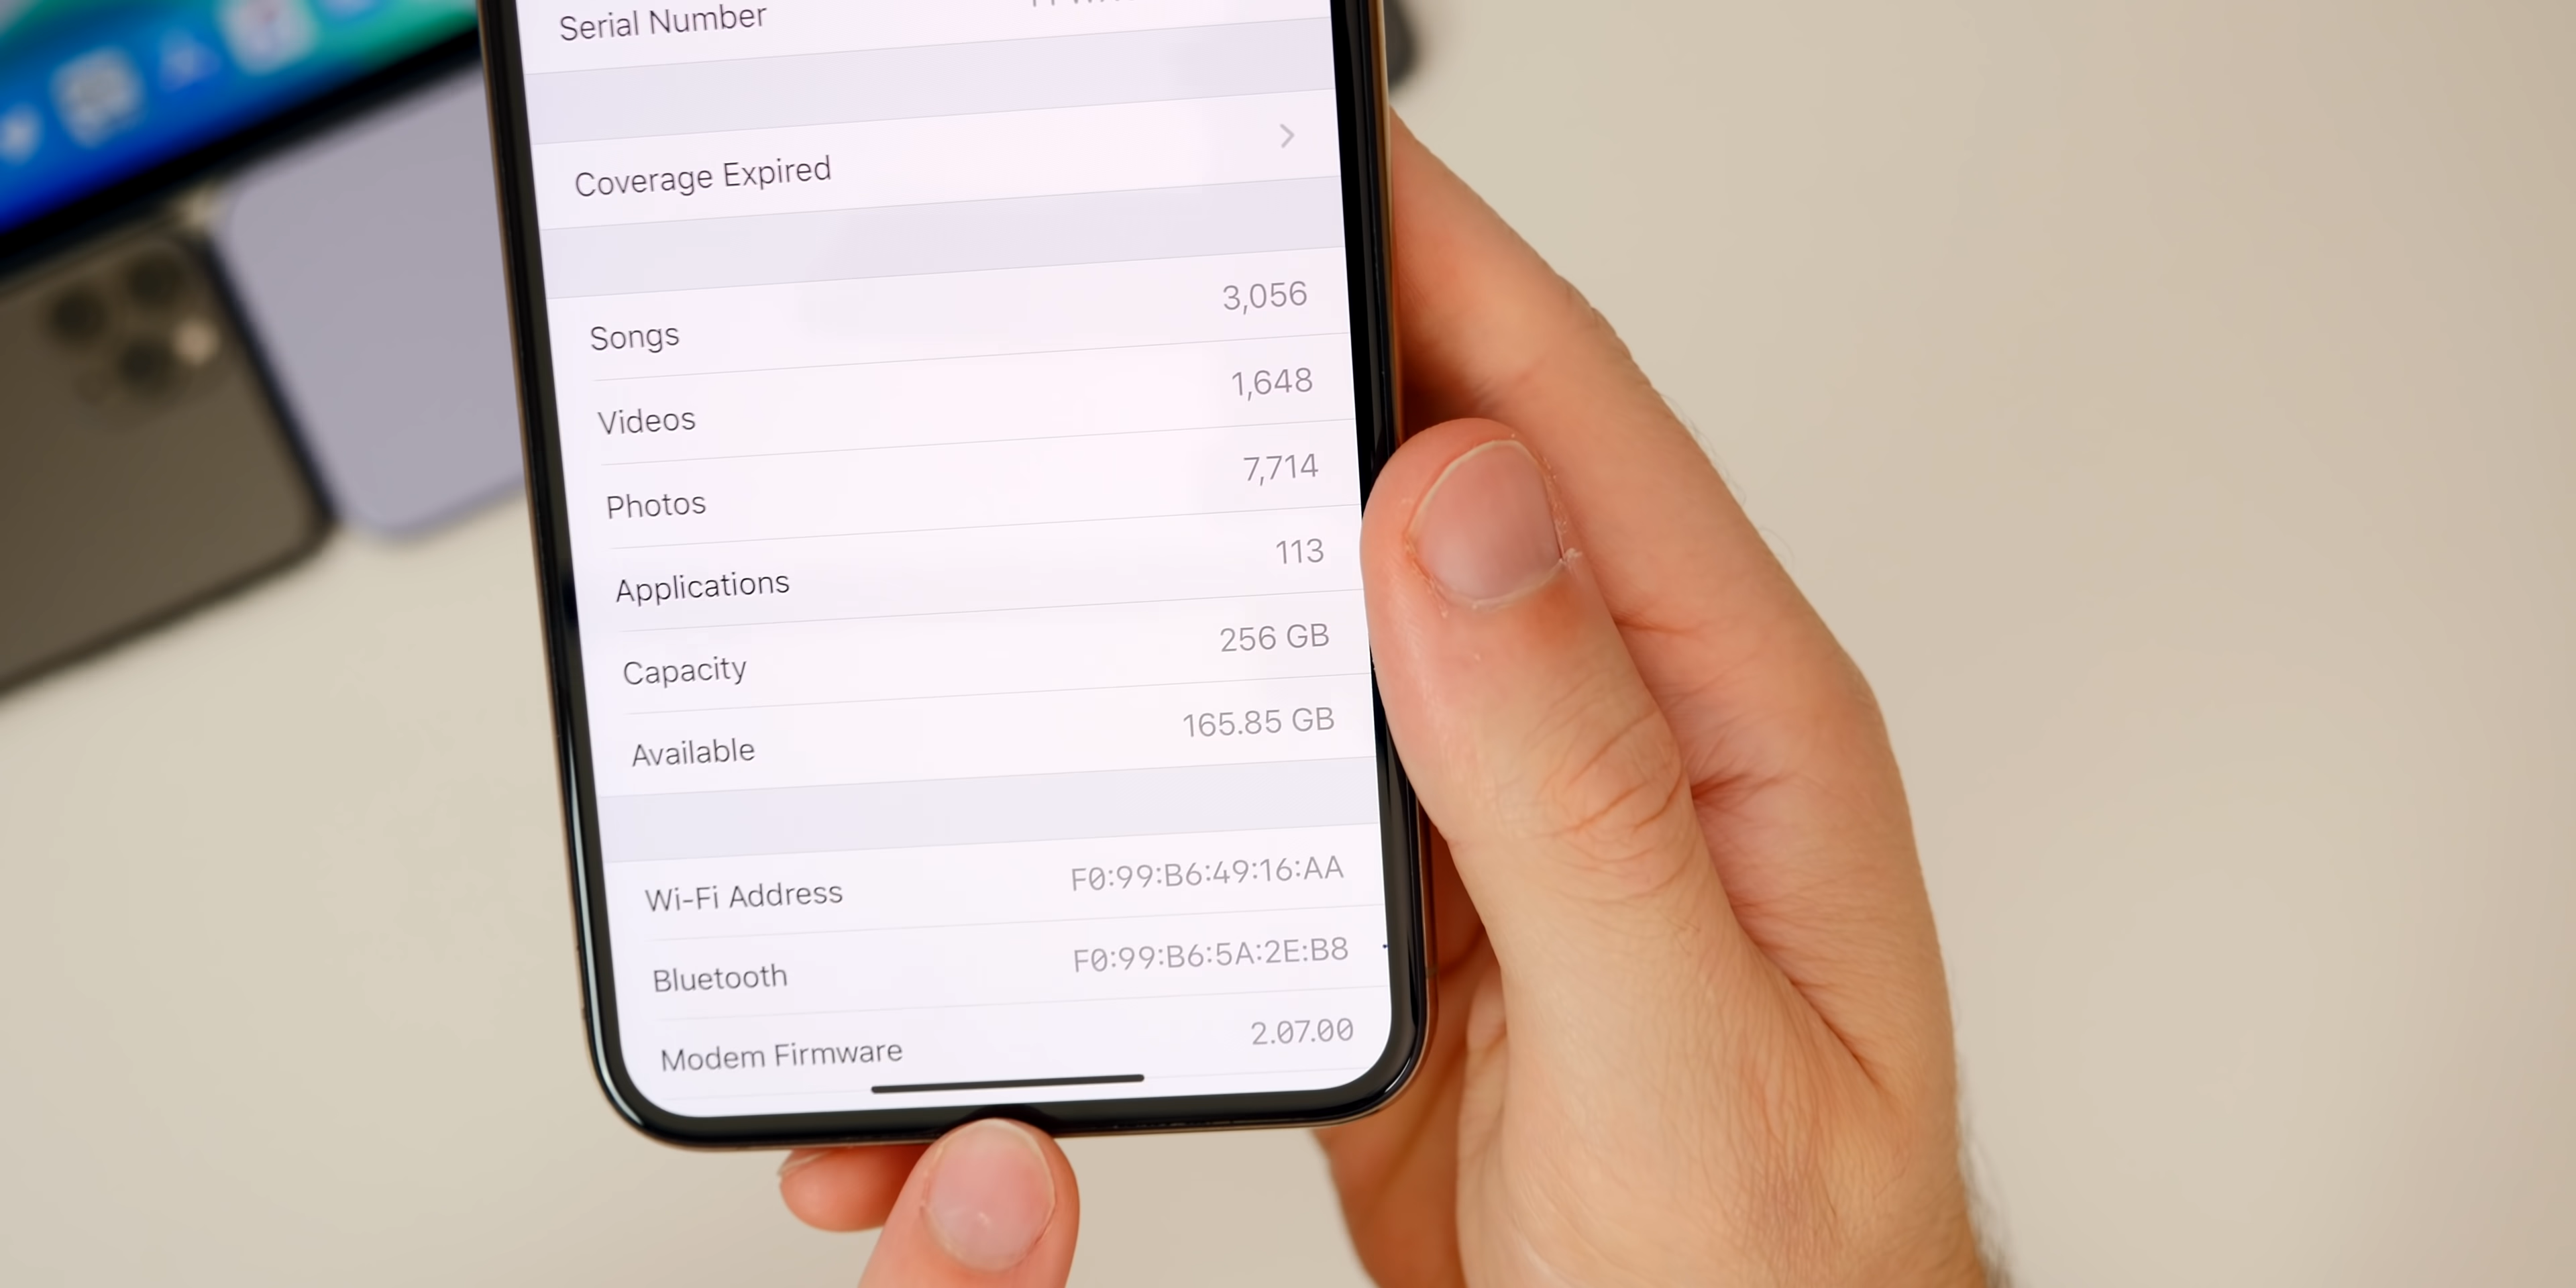 Serial Number
Coverage Expired
Songs 3,056
Videos 1,648
Photos 7,714
Applications 113
Capacity 256 GB
Available 165.85 GB
Wi-Fi Address F0:99:B6:49:16:AA
Bluetooth F0:99:B6:5A:2E:B8
Modem Firmware 2.07.00